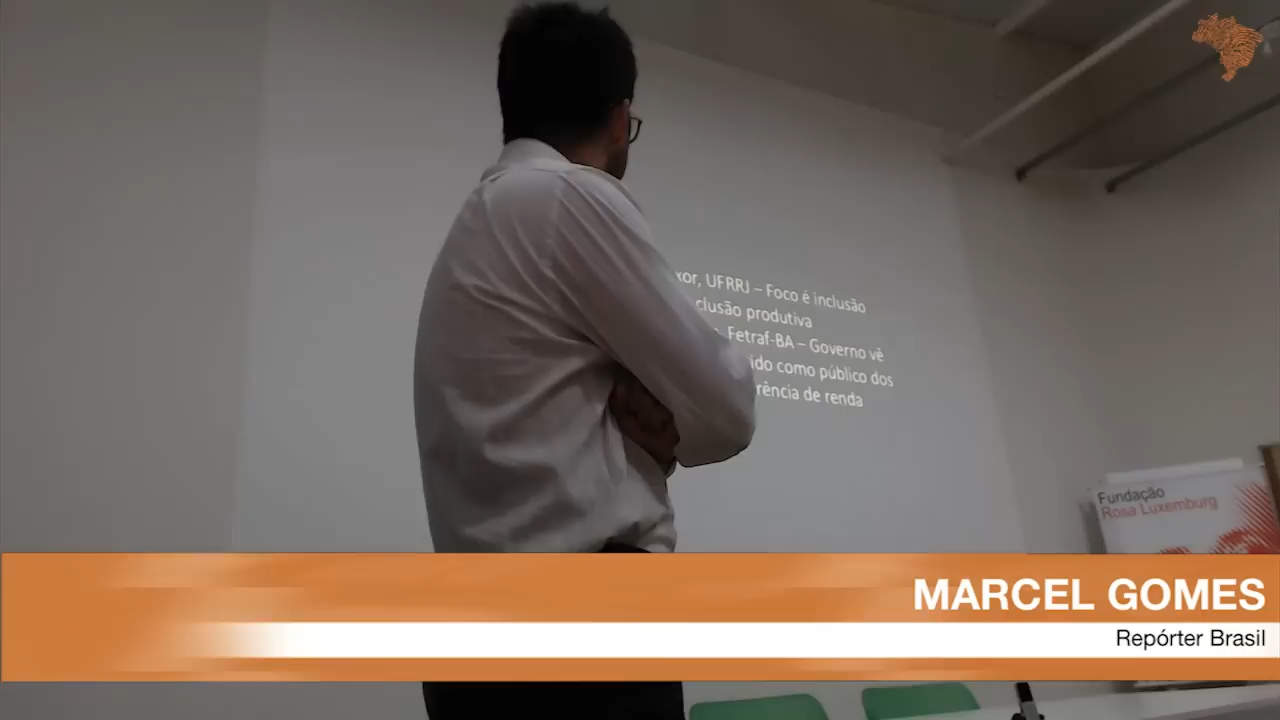 UFRRJ – Foco é inclusão
clusão produtiva
Fetraf-BA – Governo vê
ido como público dos
rência de renda
Fundação
Rosa Luxemburg
MARCEL GOMES
Repórter Brasil